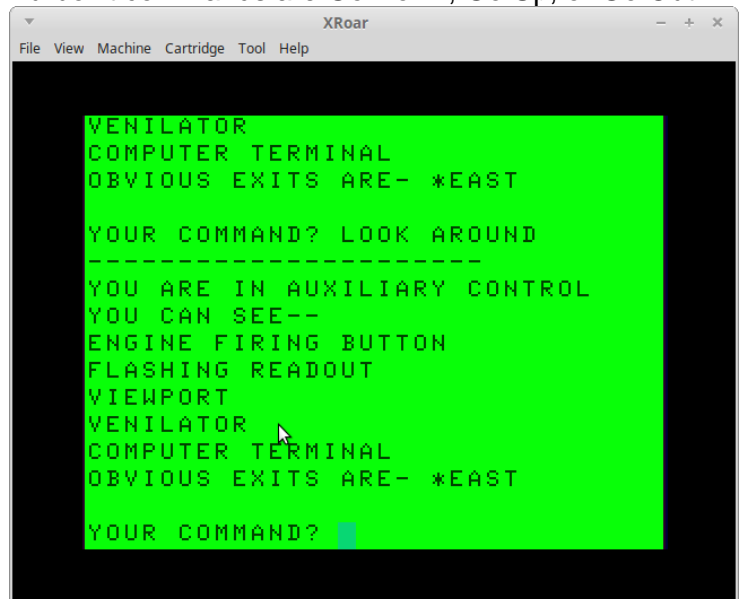 XRoar
File View Machine Cartridge Tool Help
VENILATOR
COMPUTER TERMINAL
OBVIOUS EXITS ARE- *EAST
YOUR COMMAND? LOOK AROUND
----------------------
YOU ARE IN AUXILIARY CONTROL
YOU CAN SEE--
ENGINE FIRING BUTTON
FLASHING READOUT
VIEWPORT
VENILATOR
COMPUTER TERMINAL
OBVIOUS EXITS ARE- *EAST
YOUR COMMAND?